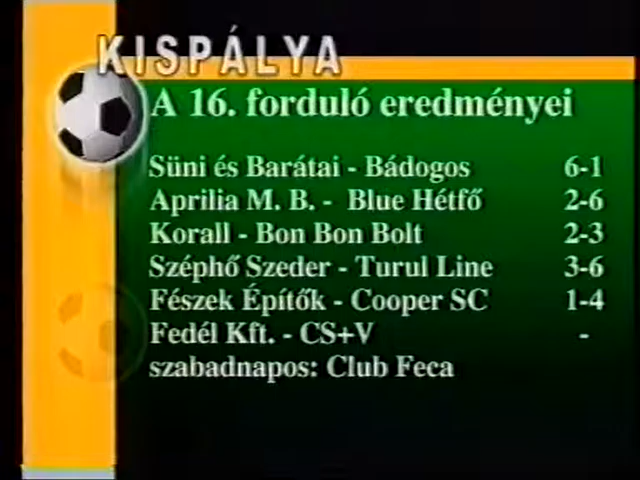 KISPÁLYA
A 16. forduló eredményei
Süni és Barátai - Bádogos 6-1
Aprilia M. B. - Blue Hétfő 2-6
Korall - Bon Bon Bolt 2-3
Széphő Szeder - Turul Line 3-6
Fészek Építők - Cooper SC 1-4
Fedél Kft. - CS+V -
szabadnapos: Club Feca